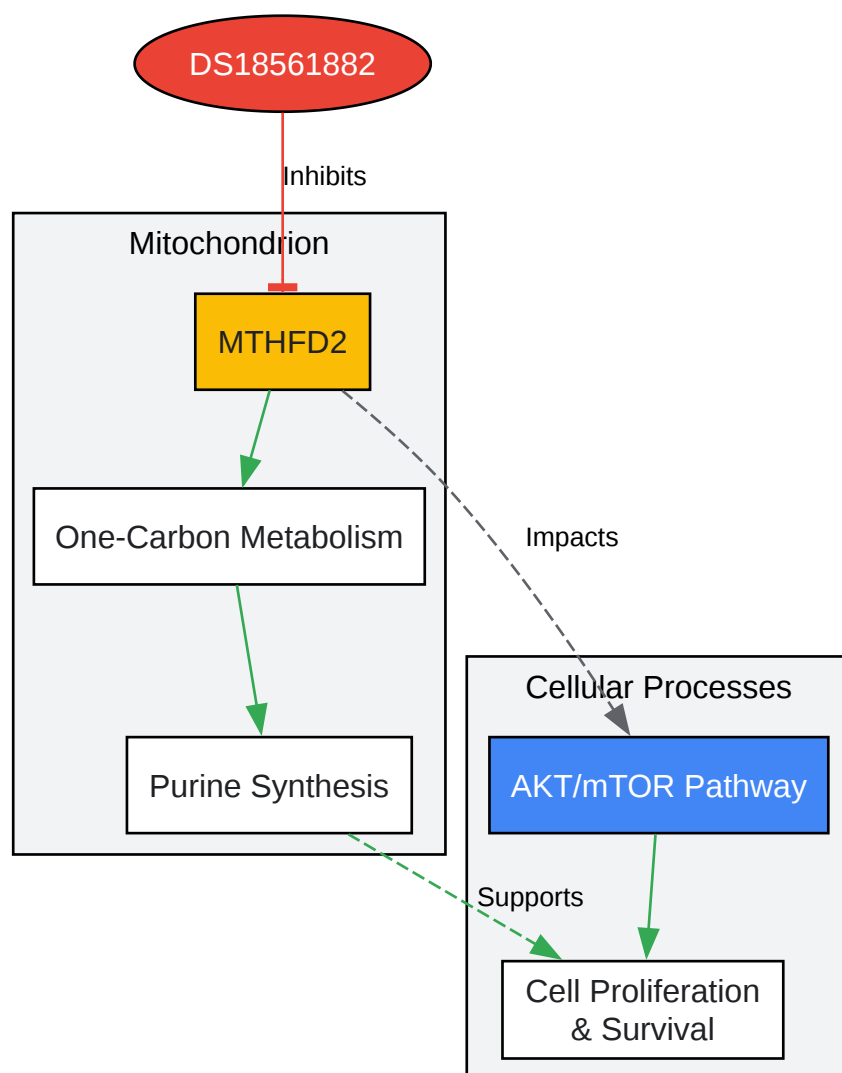 DS18561882
Inhibits
Mitochondrion
MTHFD2
One-Carbon Metabolism
Impacts
Cellular Processes
Purine Synthesis
AKT/mTOR Pathway
Supports
Cell Proliferation
& Survival